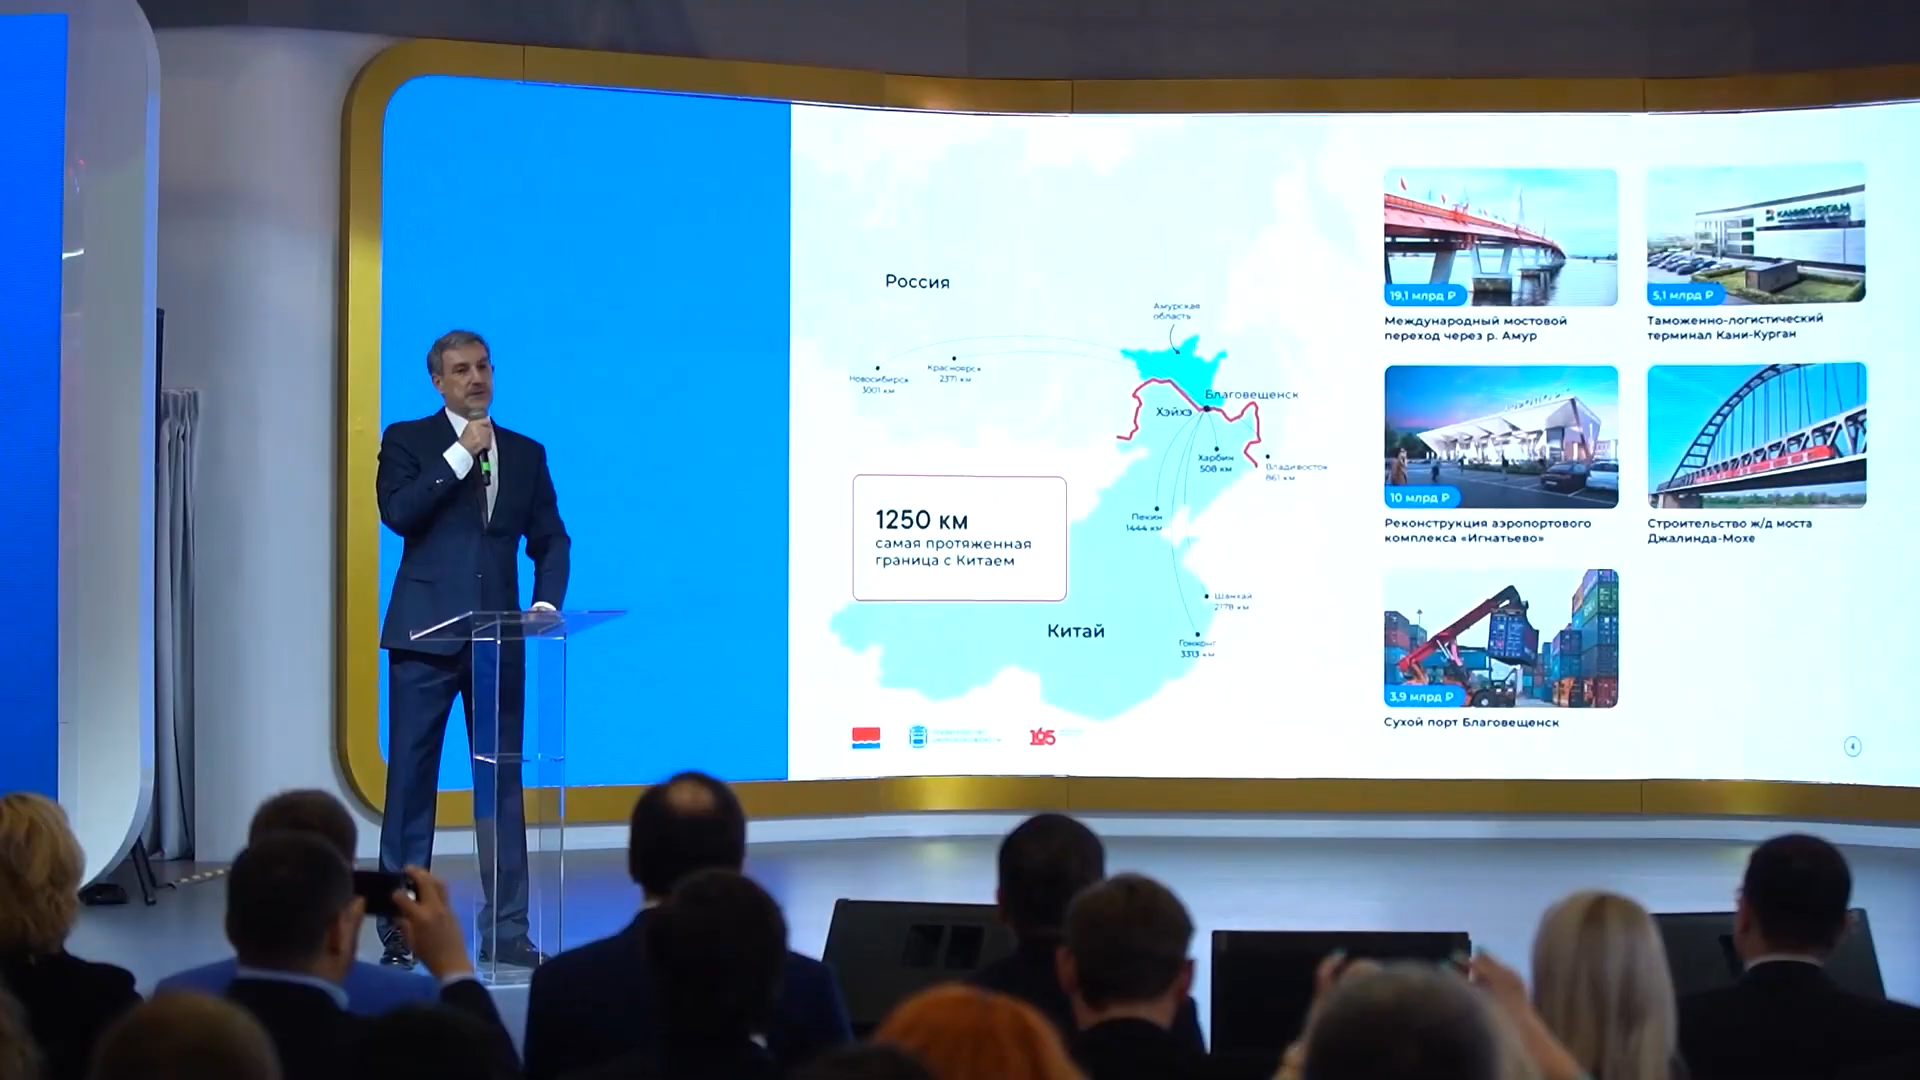 Россия
Амурская
область
Новосибирск
3001 км
Красноярск
2371 км
Благовещенск
Хэйхэ
Харбин
508 км
Владивосток
861 км
Пекин
1444 км
1250 км
самая протяженная
граница с Китаем
Шанхай
2178 км
Китай
Гонконг
3313 км
165
19,1 млрд ₽
Международный мостовой
переход через р. Амур
КАНИКУРГАН
5,1 млрд ₽
Таможенно-логистический
терминал Кани-Курган
10 млрд ₽
Реконструкция аэропортового
комплекса «Игнатьево»
Строительство ж/д моста
Джалинда-Мохе
3,9 млрд ₽
Сухой порт Благовещенск
4